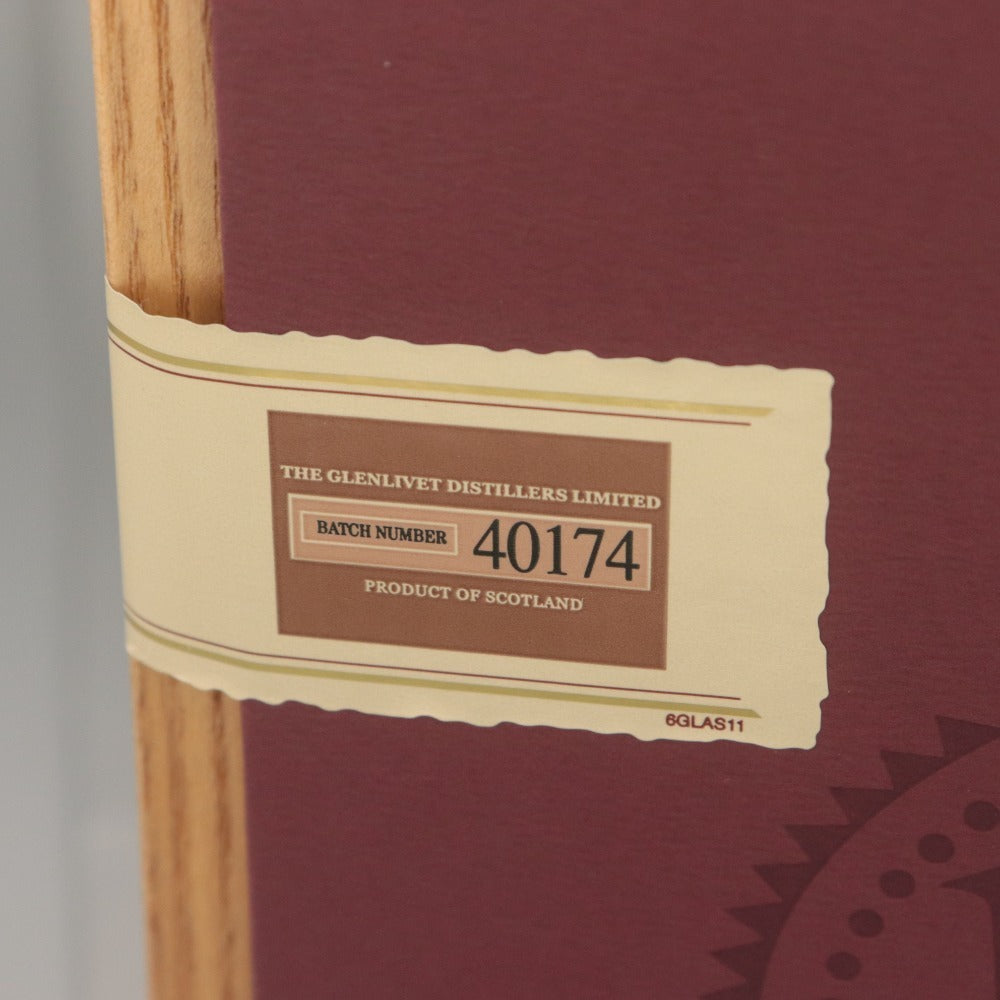 THE GLENLIVET DISTILLERS LIMITED
BATCH NUMBER 40174
PRODUCT OF SCOTLAND
6GLAS11